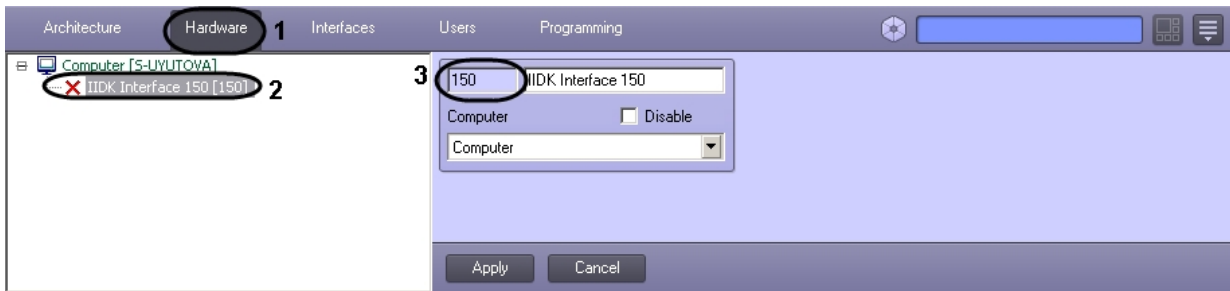 Architecture Hardware 1 Interfaces Users Programming
Computer [S-UYUTOVA]
IIDK Interface 150 [150] 2
3 150 IIDK Interface 150
Computer Disable
Computer
Apply Cancel